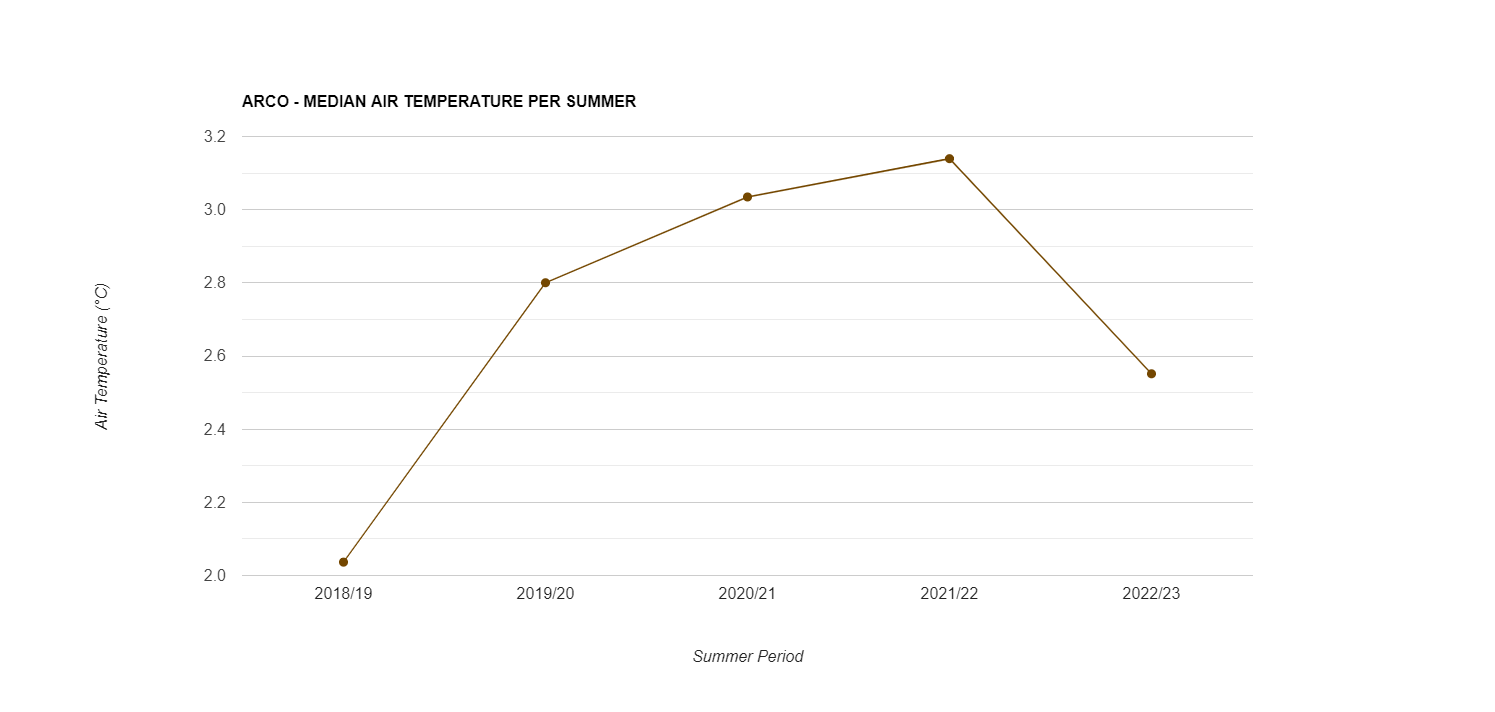 ARCO - MEDIAN AIR TEMPERATURE PER SUMMER
3.2
3.0
2.8
2.6
2.4
2.2
2.0
Air Temperature (°C)
2018/19 2019/20 2020/21 2021/22 2022/23
Summer Period